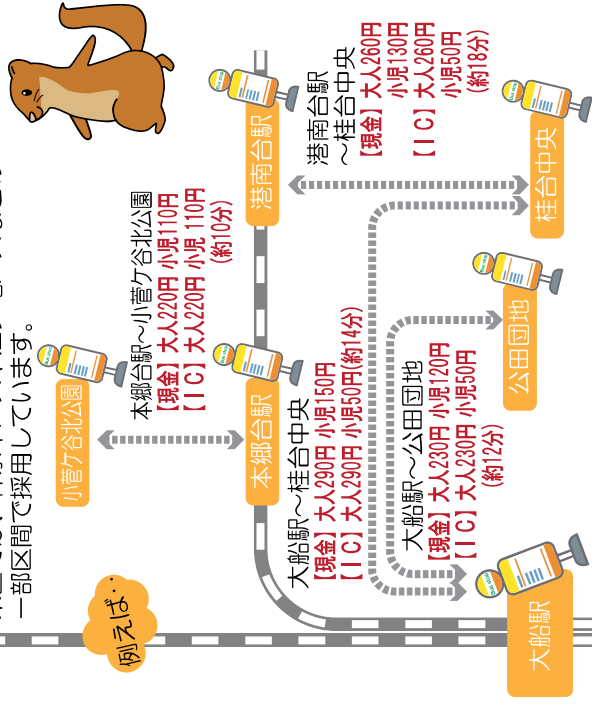 一部区間で採用しています。
例えば・・
小菅ケ谷北公園
本郷台駅～小菅ケ谷北公園
【現金】大人220円 小児110円
【ＩＣ】大人220円 小児 110円
(約10分)
本郷台駅
港南台駅
港南台駅
～桂台中央
【現金】大人260円
小児130円
【ＩＣ】大人260円
小児50円
(約18分)
大船駅～桂台中央
【現金】大人290円 小児150円
【ＩＣ】大人290円 小児50円(約14分)
大船駅～公田団地
【現金】大人230円 小児120円
【ＩＣ】大人230円 小児50円
(約12分)
公田団地
桂台中央
大船駅